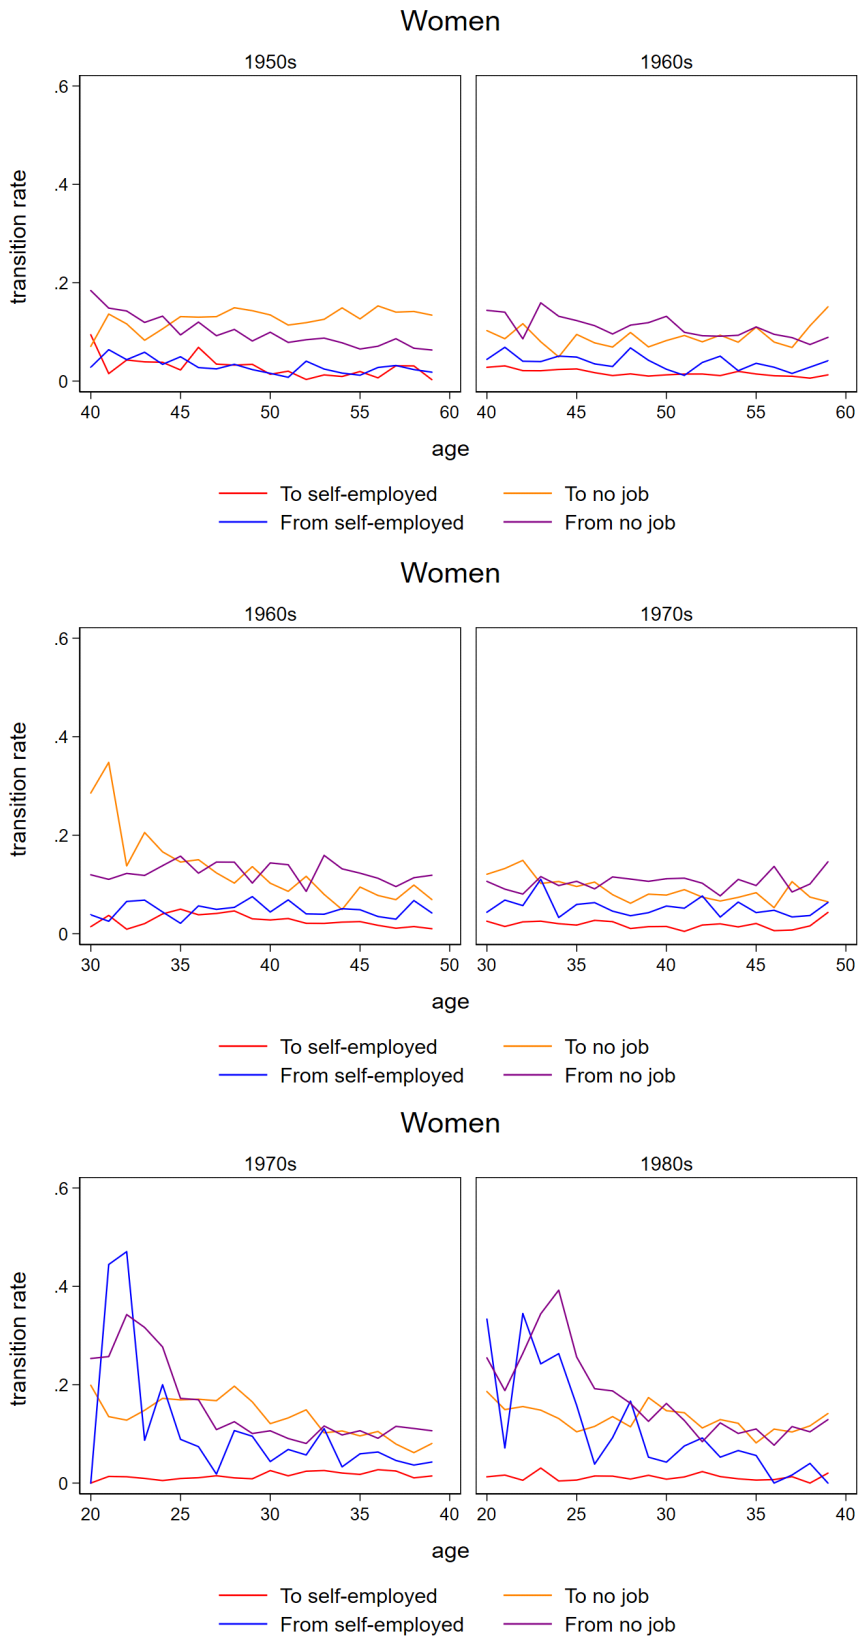 Women
1950s 1960s
.6
.4
.2
0
transition rate
40 45 50 55 60 40 45 50 55 60
age
To self-employed To no job
From self-employed From no job
Women
1960s 1970s
.6
.4
.2
0
transition rate
30 35 40 45 50 30 35 40 45 50
age
To self-employed To no job
From self-employed From no job
Women
1970s 1980s
.6
.4
.2
0
transition rate
20 25 30 35 40 20 25 30 35 40
age
To self-employed To no job
From self-employed From no job